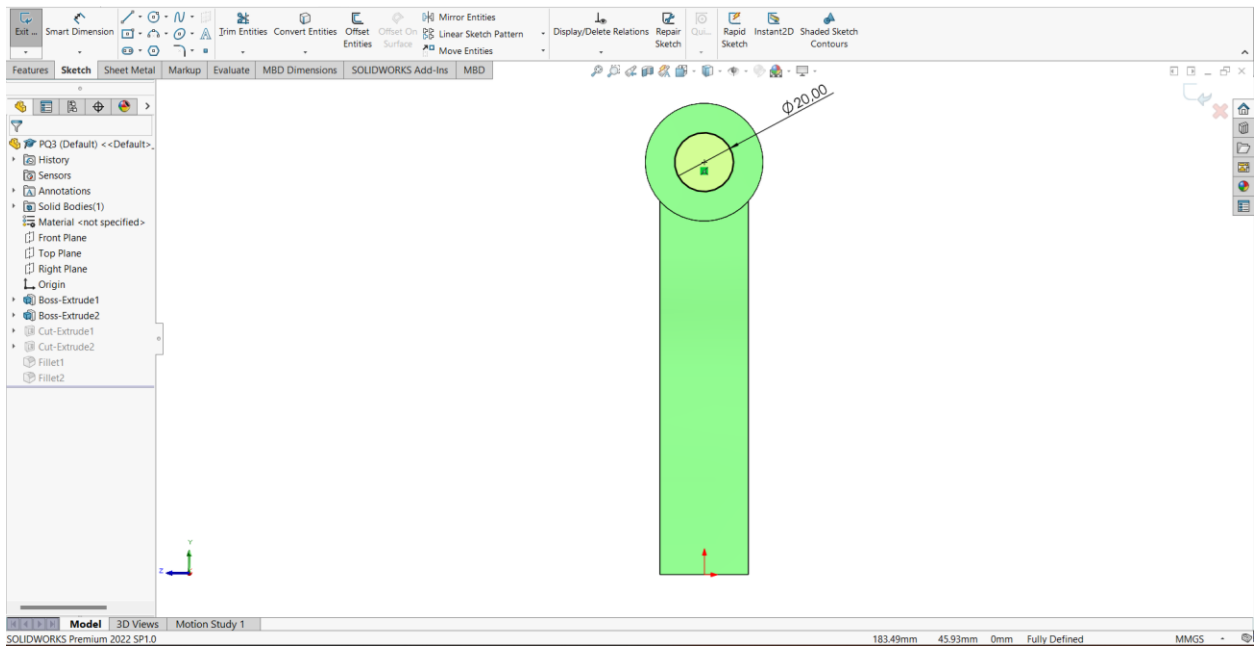 Exit ...
Smart Dimension
Trim Entities
Convert Entities
Offset Entities
Offset On Surface
Mirror Entities
Linear Sketch Pattern
Move Entities
Display/Delete Relations
Repair Sketch
Qui...
Rapid Sketch
Instant2D
Shaded Sketch Contours
Features Sketch Sheet Metal Markup Evaluate MBD Dimensions SOLIDWORKS Add-Ins MBD
PQ3 (Default) <<Default>_
History
Sensors
Annotations
Solid Bodies(1)
Material <not specified>
Front Plane
Top Plane
Right Plane
Origin
Boss-Extrude1
Boss-Extrude2
Cut-Extrude1
Cut-Extrude2
Fillet1
Fillet2
Ø20,00
Y
Z
Model 3D Views Motion Study 1
SOLIDWORKS Premium 2022 SP1.0 183.49mm 45.93mm 0mm Fully Defined MMGS